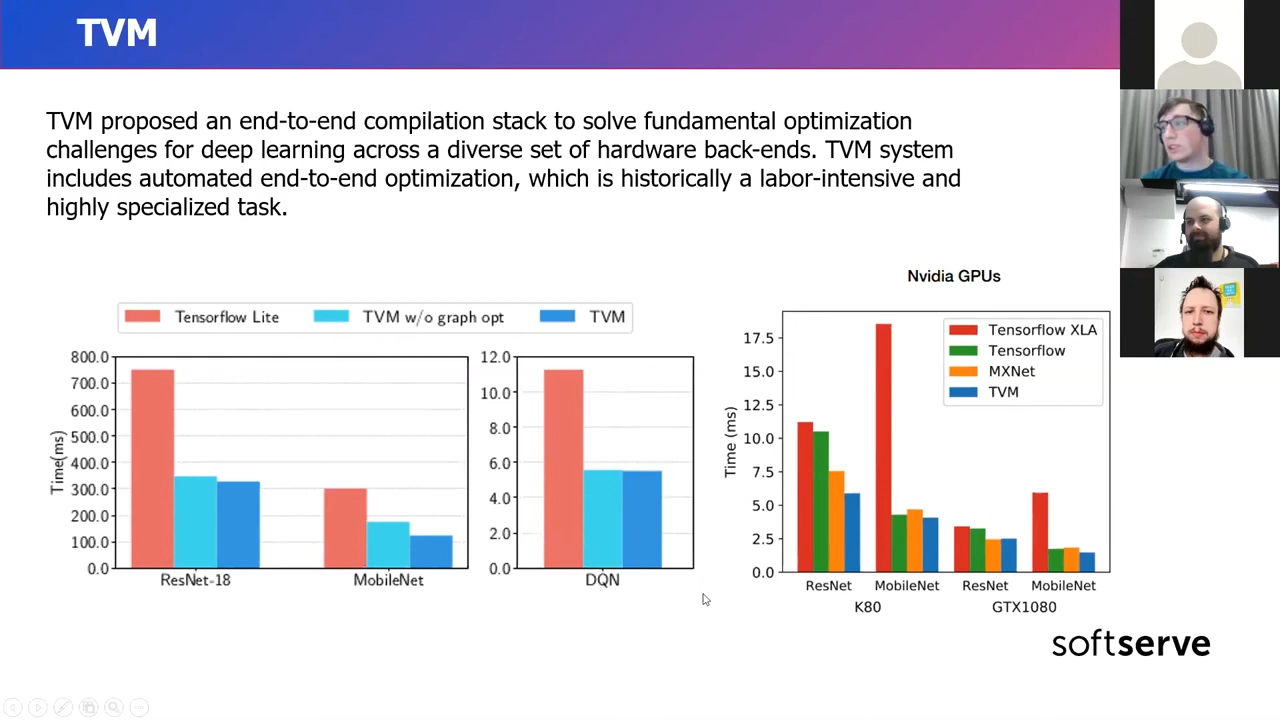 TVM
TVM proposed an end-to-end compilation stack to solve fundamental optimization
challenges for deep learning across a diverse set of hardware back-ends. TVM system
includes automated end-to-end optimization, which is historically a labor-intensive and
highly specialized task.
Tensorflow Lite
TVM w/o graph opt
TVM
Time(ms)
800.0
700.0
600.0
500.0
400.0
300.0
200.0
100.0
0.0
ResNet-18
MobileNet
12.0
10.0
8.0
6.0
4.0
2.0
0.0
DQN
Nvidia GPUs
Tensorflow XLA
Tensorflow
MXNet
TVM
Time (ms)
17.5
15.0
12.5
10.0
7.5
5.0
2.5
0.0
ResNet MobileNet ResNet MobileNet
K80 GTX1080
softserve